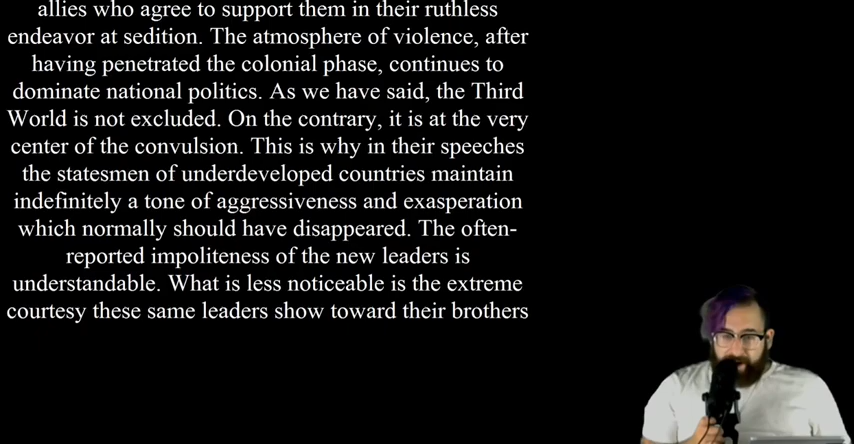 allies who agree to support them in their ruthless
endeavor at sedition. The atmosphere of violence, after
having penetrated the colonial phase, continues to
dominate national politics. As we have said, the Third
World is not excluded. On the contrary, it is at the very
center of the convulsion. This is why in their speeches
the statesmen of underdeveloped countries maintain
indefinitely a tone of aggressiveness and exasperation
which normally should have disappeared. The often-
reported impoliteness of the new leaders is
understandable. What is less noticeable is the extreme
courtesy these same leaders show toward their brothers